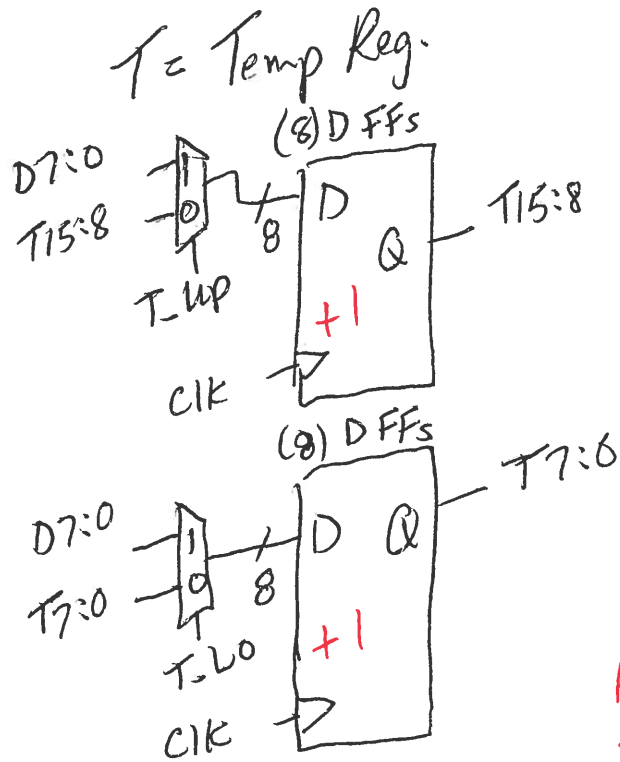 T = Temp Reg.
(8) D FFs
D7:0
1
T15:8
0
T_UP
8
D
Q
T15:8
+1
Clk
(8) D FFs
D7:0
1
T7:0
0
T_LO
8
D
Q
T7:0
+1
Clk